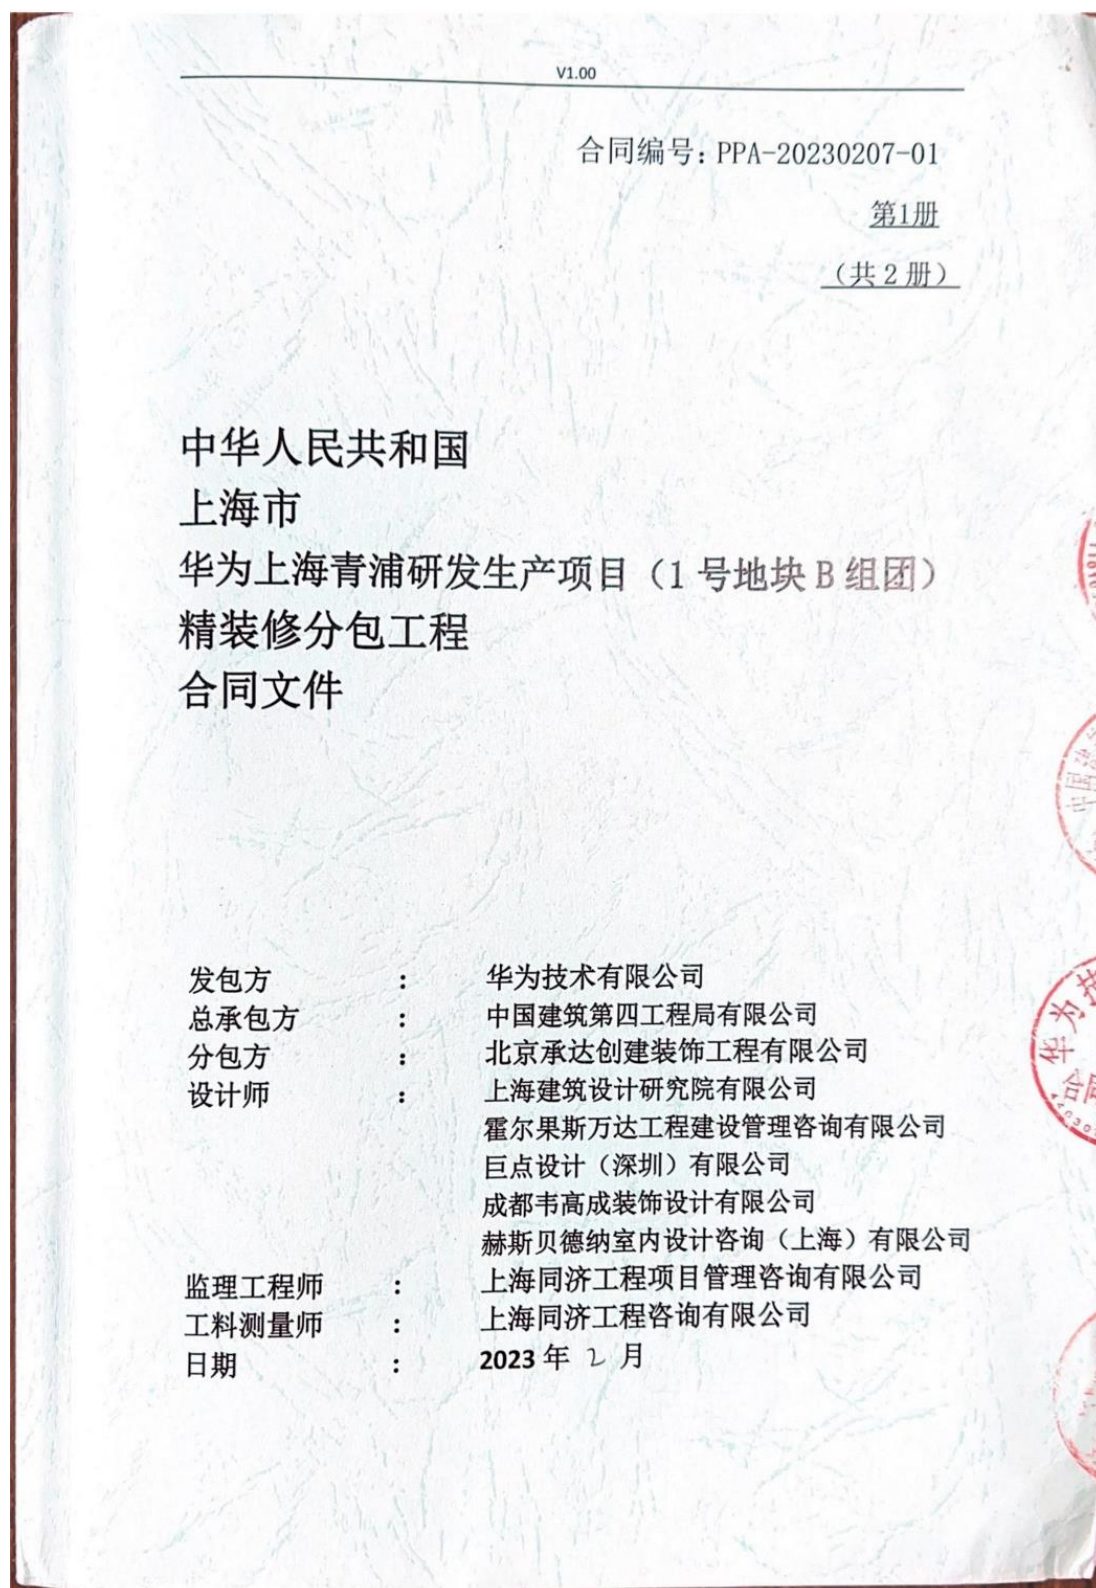 V1.00
合同编号：PPA-20230207-01
第1册
（共 2 册）
中华人民共和国
上海市
华为上海青浦研发生产项目（1 号地块 B 组团）
精装修分包工程
合同文件
发包方 : 华为技术有限公司
总承包方 : 中国建筑第四工程局有限公司
分包方 : 北京承达创建装饰工程有限公司
设计师 : 上海建筑设计研究院有限公司
霍尔果斯万达工程建设管理咨询有限公司
巨点设计（深圳）有限公司
成都韦高成装饰设计有限公司
赫斯贝德纳室内设计咨询（上海）有限公司
监理工程师 : 上海同济工程项目管理咨询有限公司
工料测量师 : 上海同济工程咨询有限公司
日期 : 2023 年 2 月
中国建
华为技
合同